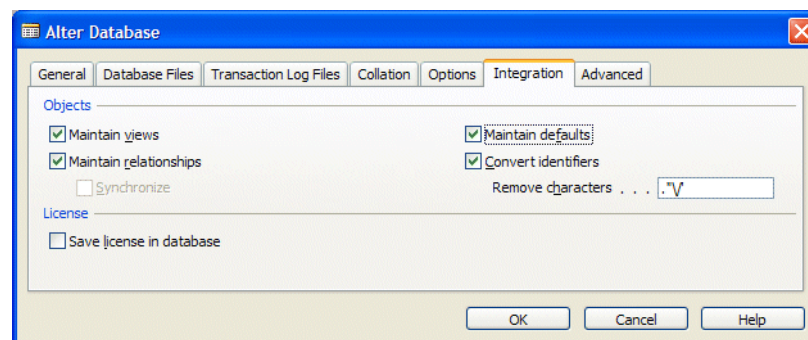 Alter Database
General Database Files Transaction Log Files Collation Options Integration Advanced
Objects
Maintain views Maintain defaults
Maintain relationships Convert identifiers
Synchronize Remove characters . . . ."\/'
License
Save license in database
OK Cancel Help